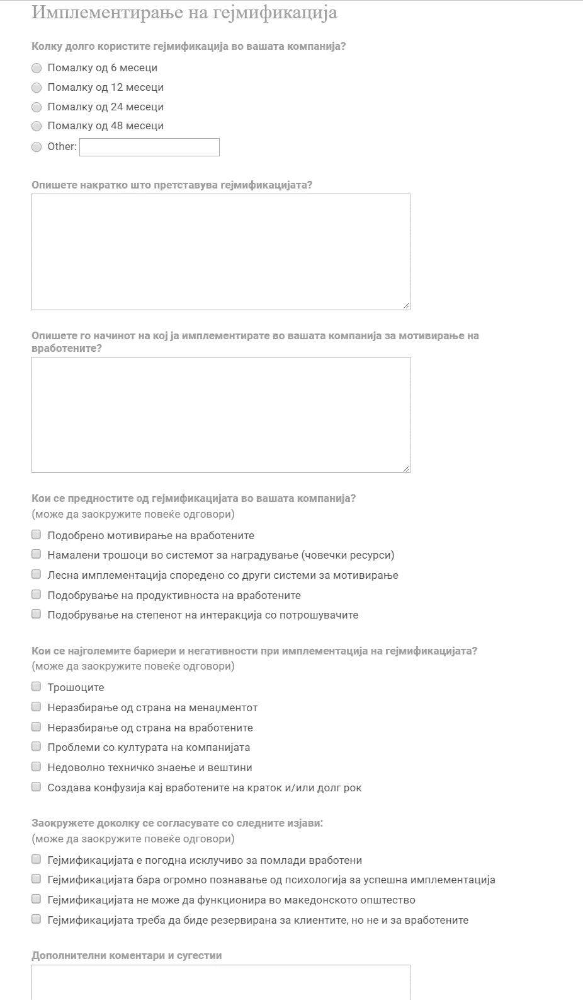 Имплементирање на гејмификација
Колку долго користите гејмификација во вашата компанија?
Помалку од 6 месеци
Помалку од 12 месеци
Помалку од 24 месеци
Помалку од 48 месеци
Other:
Опишете накратко што претставува гејмификацијата?
Опишете го начинот на кој ја имплементирате во вашата компанија за мотивирање на
вработените?
Кои се предностите од гејмификацијата во вашата компанија?
(може да заокружите повеќе одговори)
Подобрено мотивирање на вработените
Намалени трошоци во системот за наградување (човечки ресурси)
Лесна имплементација споредено со други системи за мотивирање
Подобрување на продуктивноста на вработените
Подобрување на степенот на интеракција со потрошувачите
Кои се најголемите бариери и негативности при имплементација на гејмификацијата?
(може да заокружите повеќе одговори)
Трошоците
Неразбирање од страна на менаџментот
Неразбирање од страна на вработените
Проблеми со културата на компанијата
Недоволно техничко знаење и вештини
Создава конфузија кај вработените на краток и/или долг рок
Заокружете доколку се согласувате со следните изјави:
(може да заокружите повеќе одговори)
Гејмификацијата е погодна исклучиво за помлади вработени
Гејмификацијата бара огромно познавање од психологија за успешна имплементација
Гејмификацијата не може да функционира во македонското општество
Гејмификацијата треба да биде резервирана за клиентите, но не и за вработените
Дополнителни коментари и сугестии